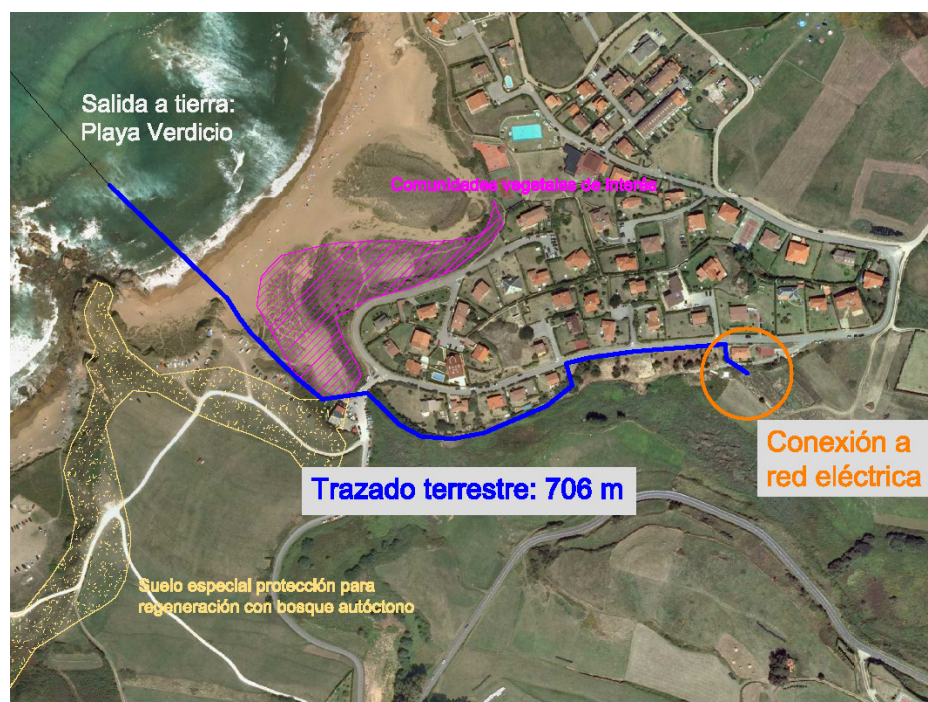 Salida a tierra:
Playa Verdicio
Comunidades vegetales de interés
Conexión a
red eléctrica
Trazado terrestre: 706 m
Suelo especial protección para
regeneración con bosque autóctono